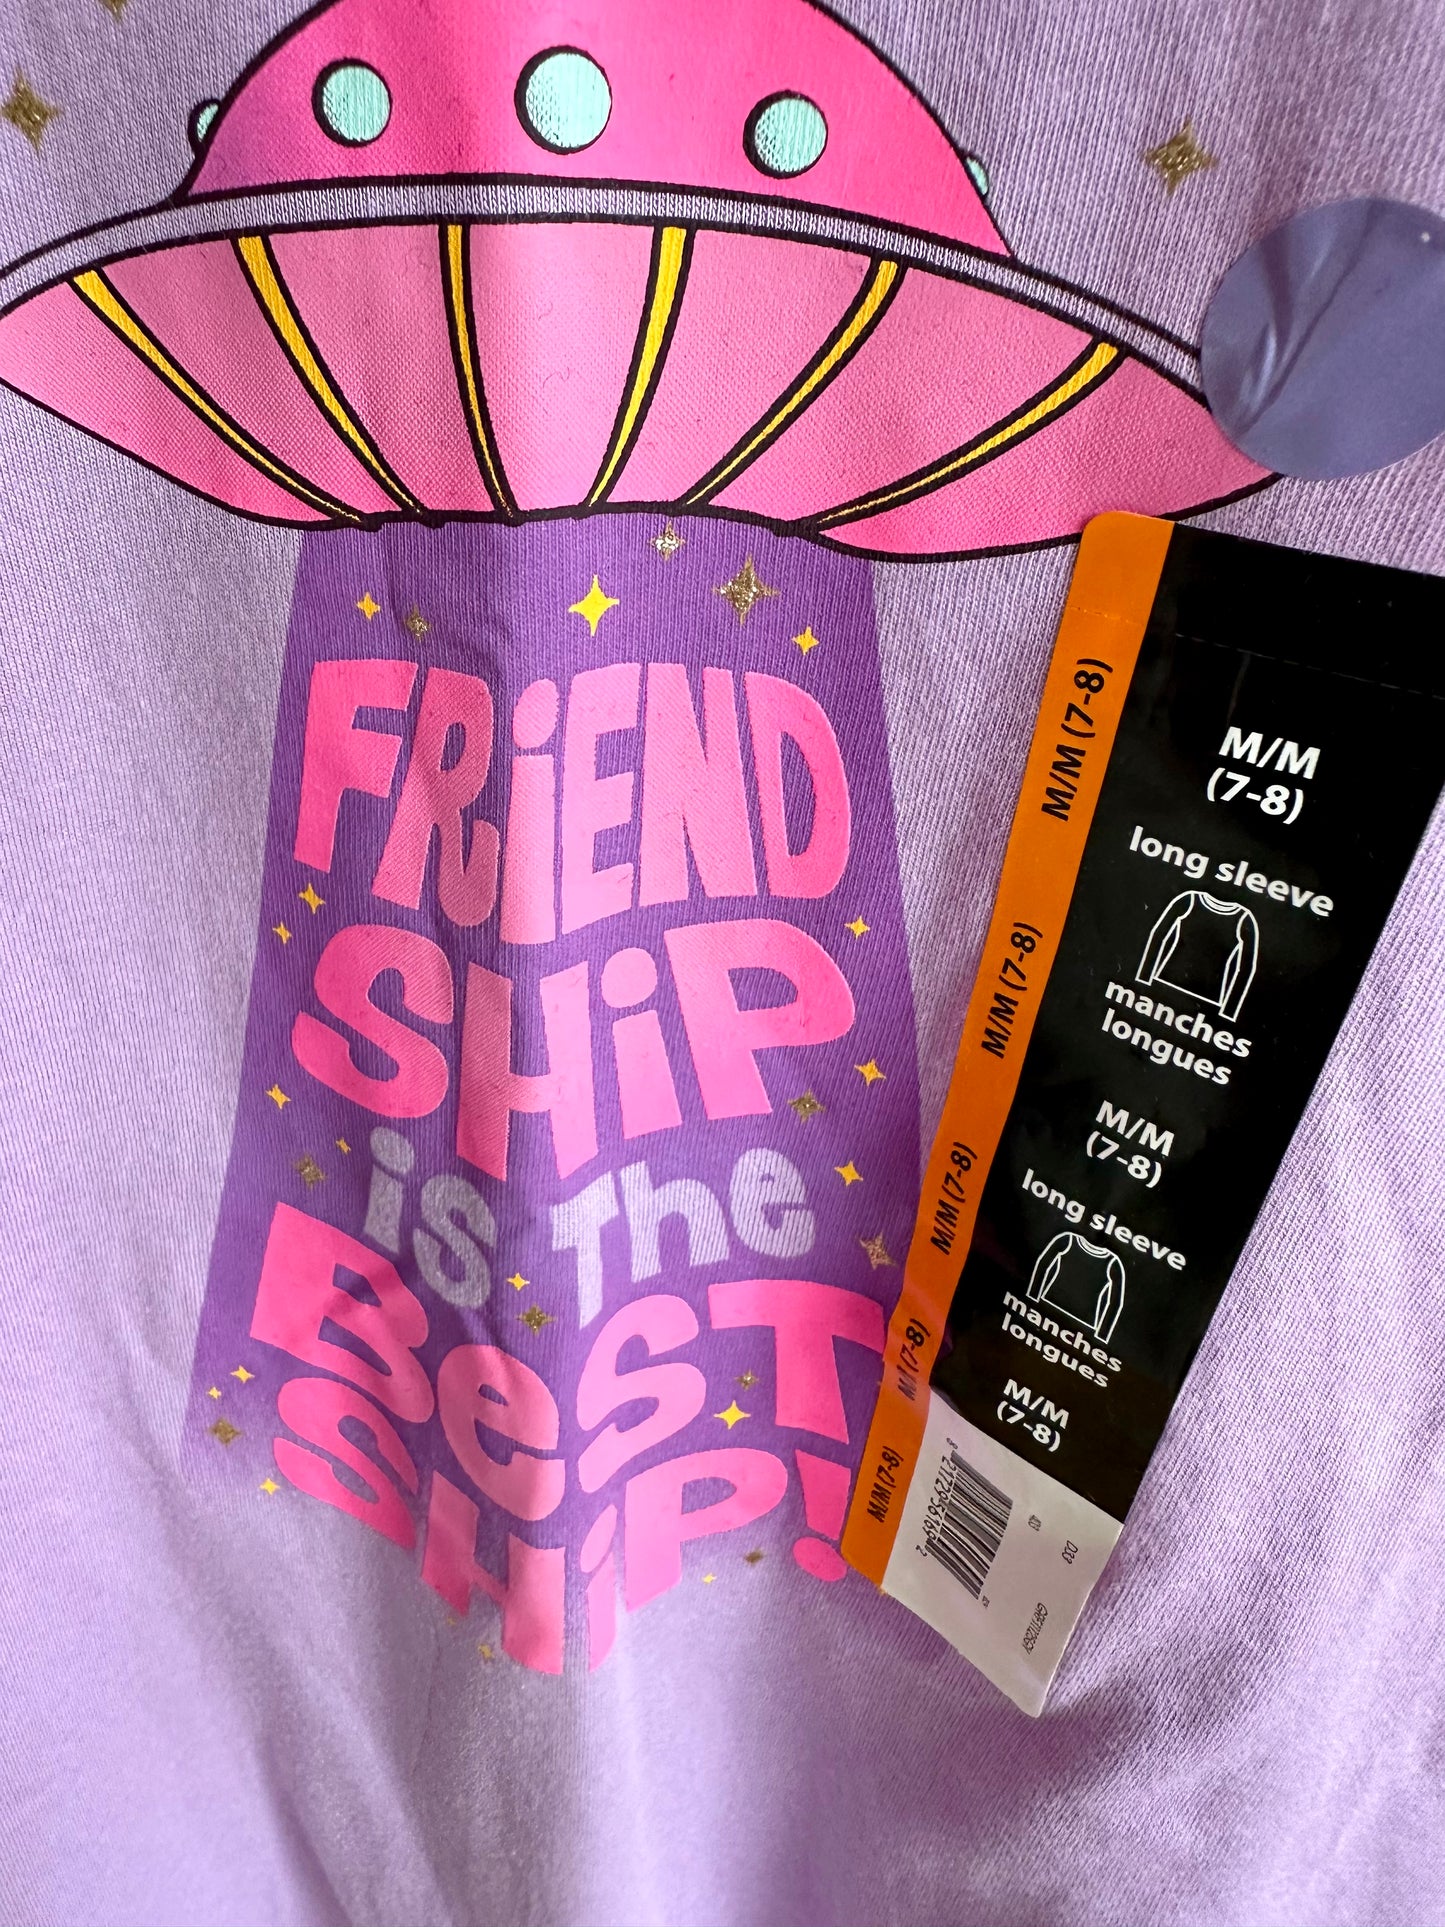 FRiEND
SHiP
is The
BeST
SHiP!
M/M (7-8)
M/M (7-8)
M/M (7-8)
M/M (7-8)
M/M (7-8)
M/M
(7-8)
long sleeve
manches
longues
M/M
(7-8)
long sleeve
manches
longues
M/M
(7-8)
D33